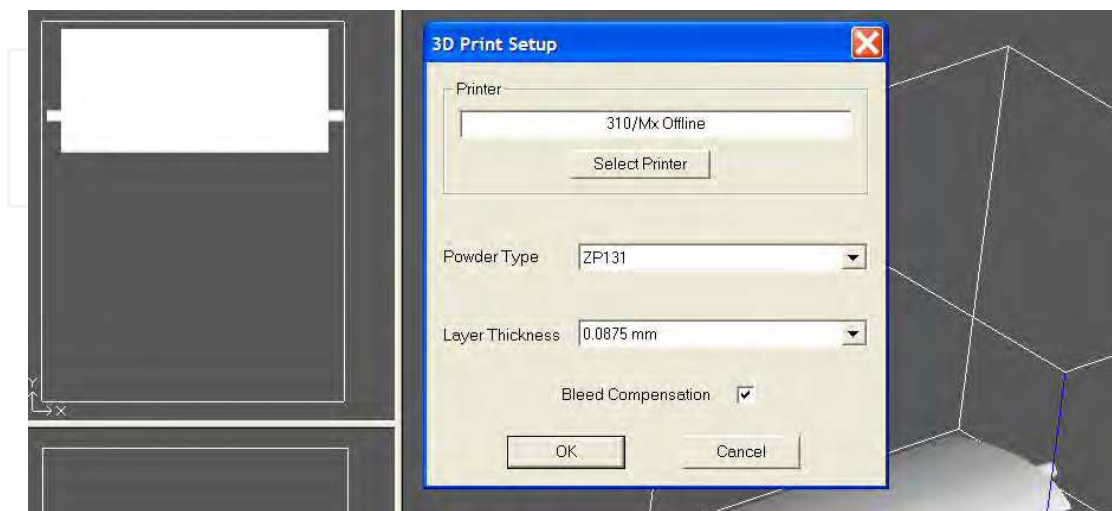 3D Print Setup
Printer
310/Mx Offline
Select Printer
Powder Type ZP131
Layer Thickness 0.0875 mm
Bleed Compensation
OK Cancel
Y
X